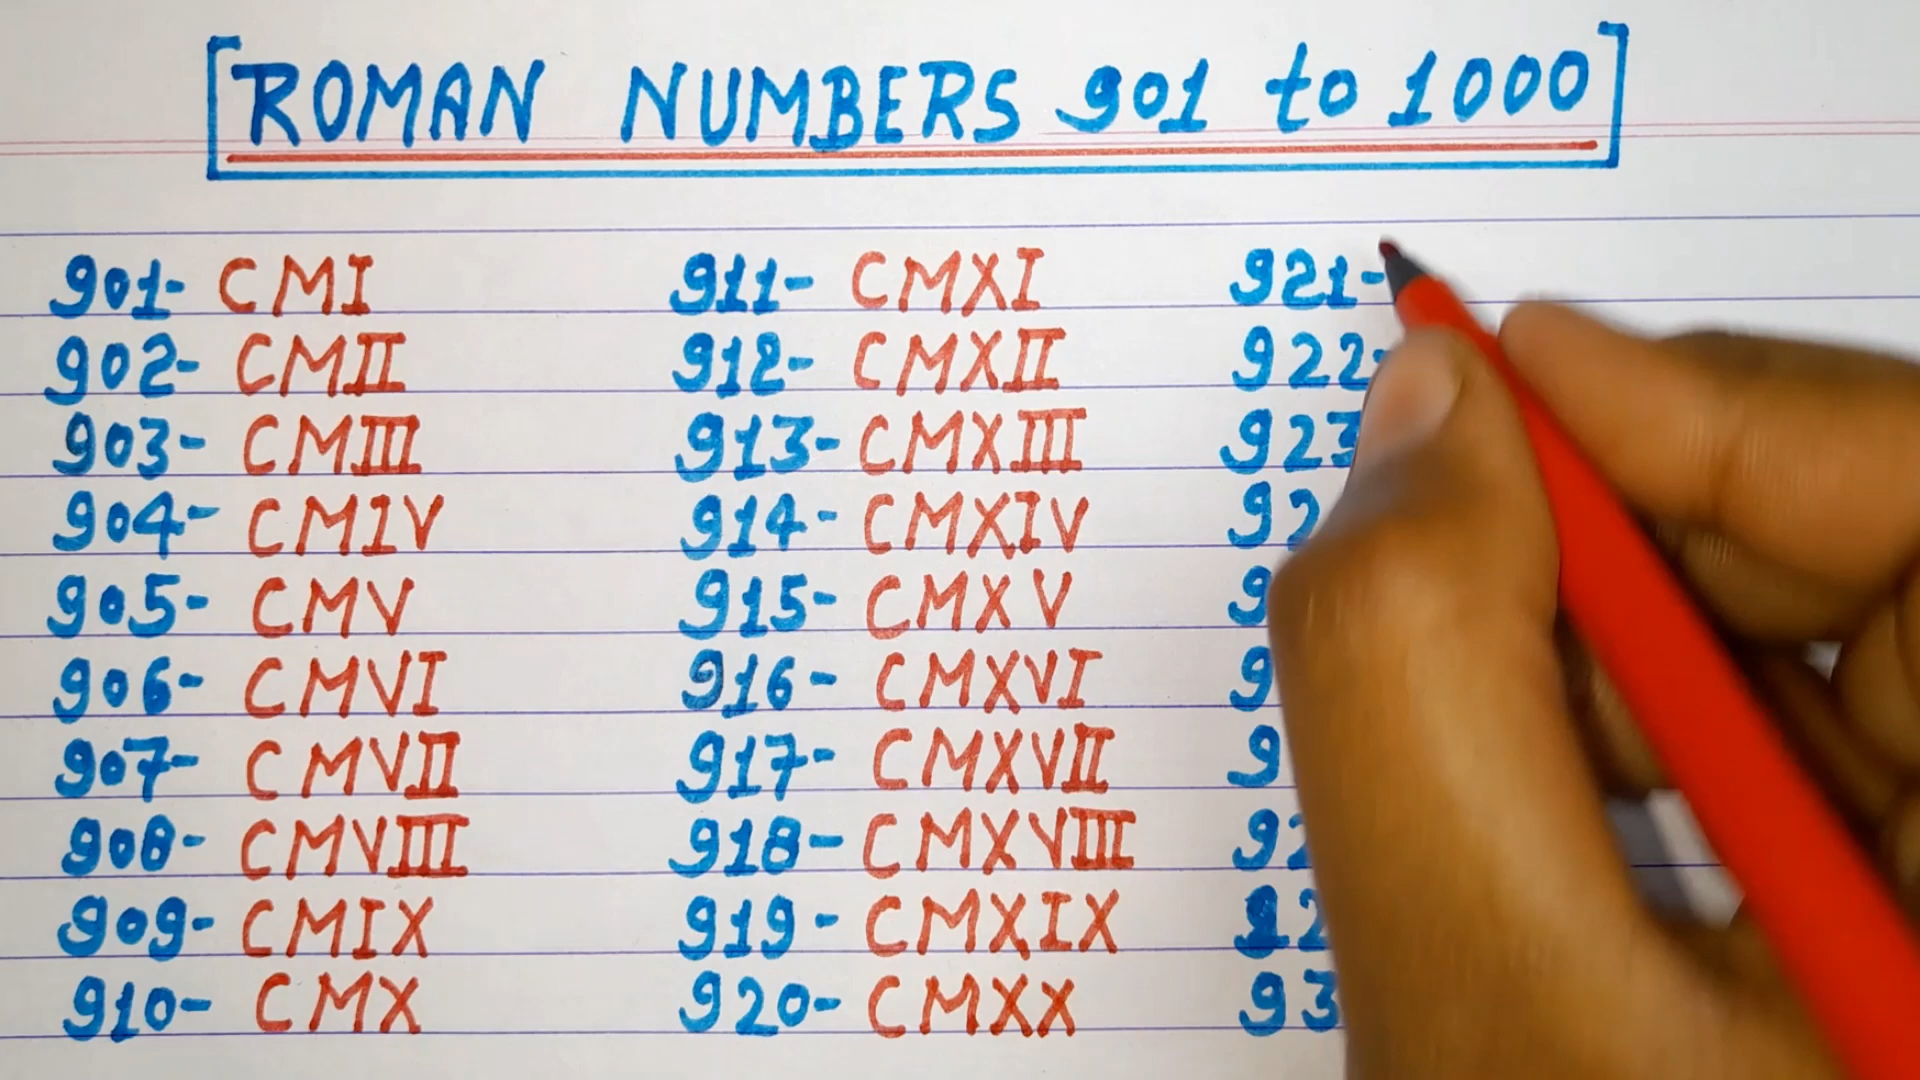 ROMAN NUMBERS 901 to 1000
901- CMI
902- CMII
903- CMIII
904- CMIV
905- CMV
906- CMVI
907- CMVII
908- CMVIII
909- CMIX
910- CMX
911- CMXI
912- CMXII
913- CMXIII
914- CMXIV
915- CMXV
916- CMXVI
917- CMXVII
918- CMXVIII
919- CMXIX
920- CMXX
921-
922-
923